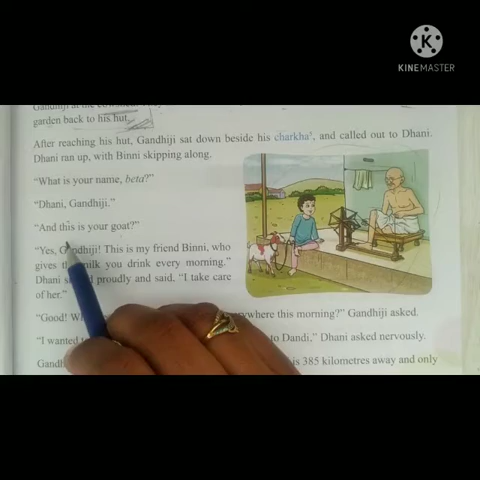 K
KINEMASTER
Gandhiji at the
garden back to his hut.
After reaching his hut, Gandhiji sat down beside his charkha³, and called out to Dhani.
Dhani ran up, with Binni skipping along.
"What is your name, beta?"
"Dhani, Gandhiji."
"And this is your goat?"
"Yes, Gandhiji! This is my friend Binni, who
gives milk you drink every morning."
Dhani proudly and said. "I take care
of her."
"Good! this morning?" Gandhiji asked.
"I wanted to Dandi," Dhani asked nervously.
is 385 kilometres away and only